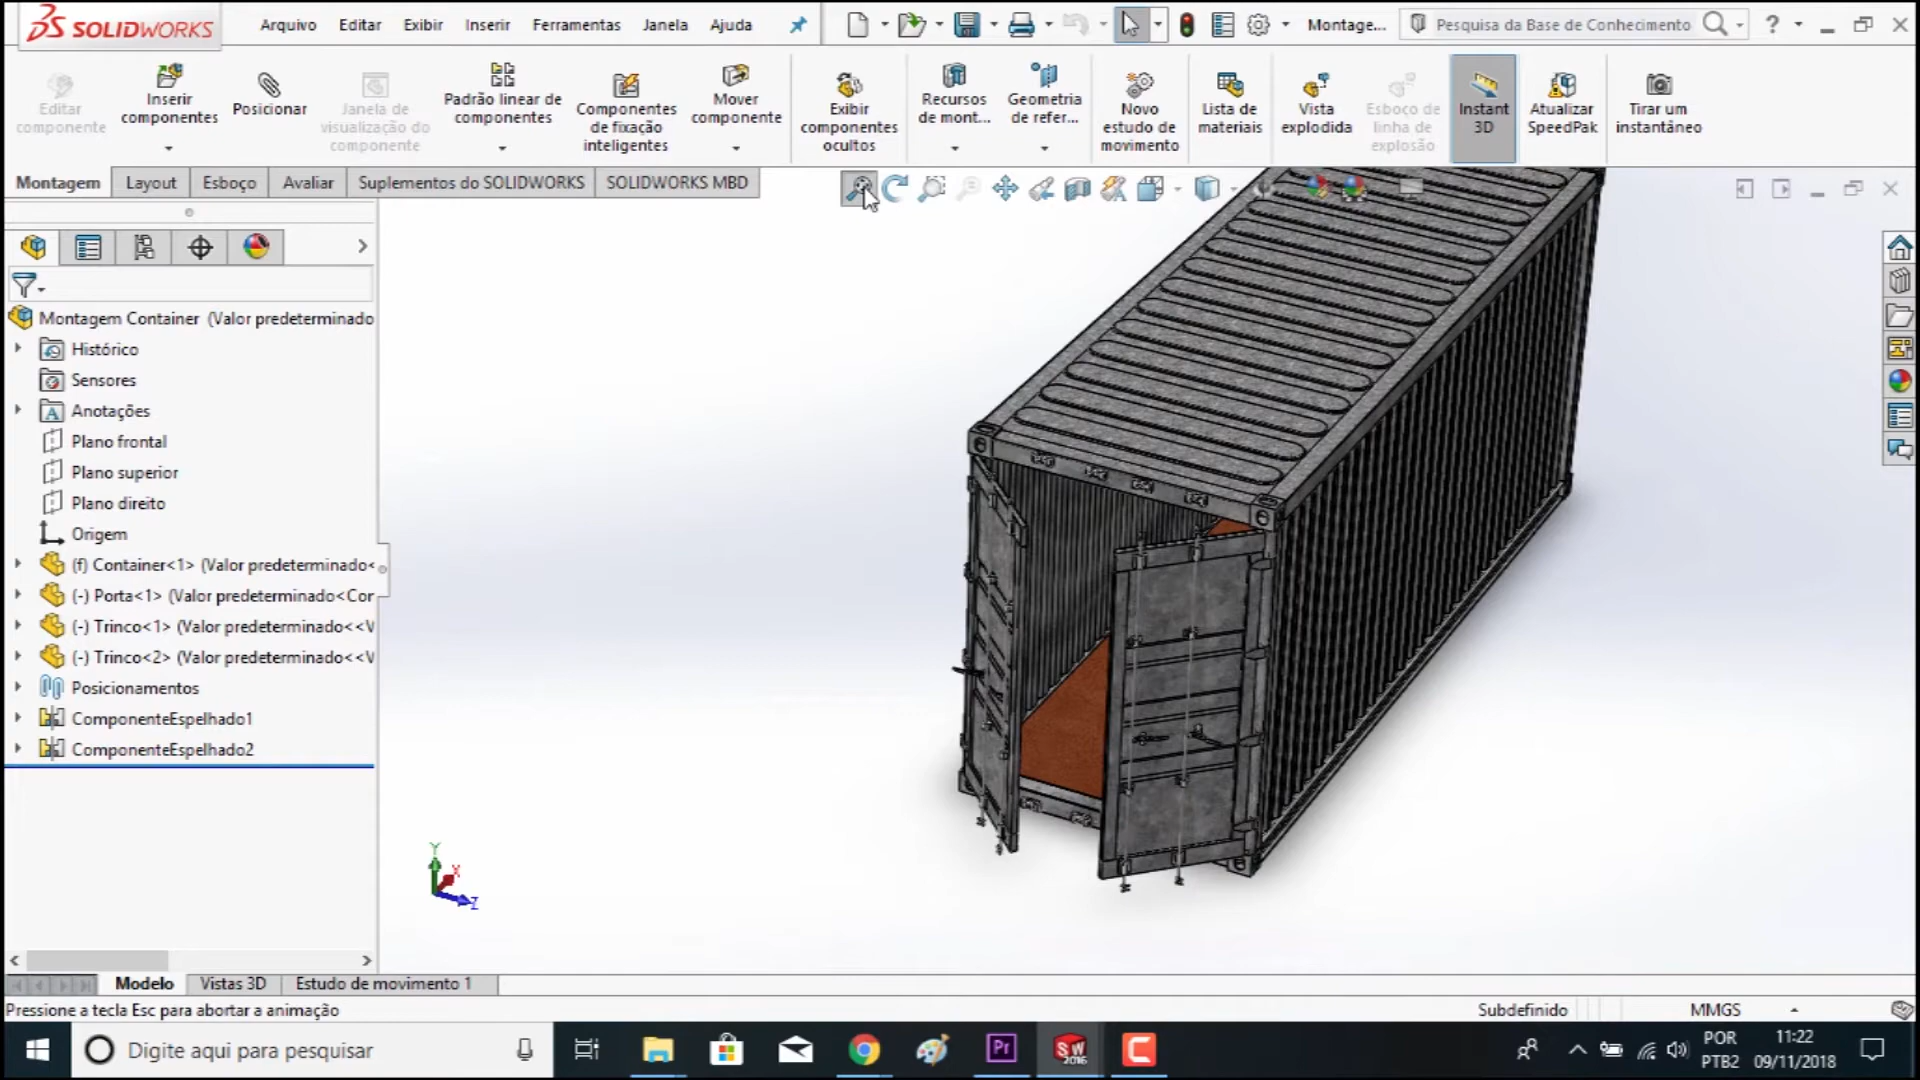 SOLIDWORKS
Arquivo Editar Exibir Inserir Ferramentas Janela Ajuda
Montage...
Pesquisa da Base de Conhecimento
?
Editar
componente
Inserir
componentes
Posicionar
Janela de
visualização do
componente
Padrão linear de
componentes
Componentes
de fixação
inteligentes
Mover
componente
Exibir
componentes
ocultos
Recursos
de mont...
Geometria
de refer...
Novo
estudo de
movimento
Lista de
materiais
Vista
explodida
Esboço de
linha de
explosão
Instant
3D
Atualizar
SpeedPak
Tirar um
instantâneo
Montagem Layout Esboço Avaliar Suplementos do SOLIDWORKS SOLIDWORKS MBD
Montagem Container (Valor predeterminado
Histórico
Sensores
Anotações
Plano frontal
Plano superior
Plano direito
Origem
(f) Container<1> (Valor predeterminado<
(-) Porta<1> (Valor predeterminado<Cor
(-) Trinco<1> (Valor predeterminado<<V
(-) Trinco<2> (Valor predeterminado<<V
Posicionamentos
ComponenteEspelhado1
ComponenteEspelhado2
Y
X
Z
Modelo Vistas 3D Estudo de movimento 1
Pressione a tecla Esc para abortar a animação
Subdefinido MMGS
Digite aqui para pesquisar
Pr
SW
2016
POR
PTB2
11:22
09/11/2018